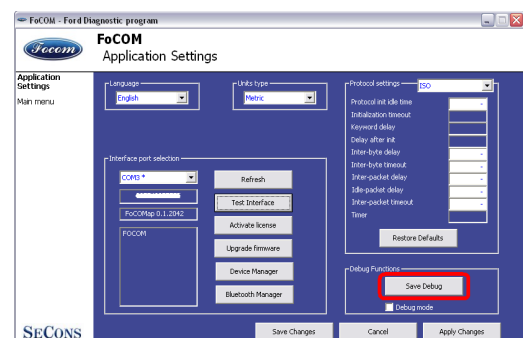 FoCOM - Ford Diagnostic program
Focom
FoCOM
Application Settings
Application
Settings
Main menu
Language
English
Units type
Metric
Protocol settings
ISO
Protocol init idle time
-
Initialization timeout
Keyword delay
Delay after init
Inter-byte delay
-
Inter-byte timeout
-
Inter-packet delay
-
Idle-packet delay
-
Inter-packet timeout
-
Timer
Restore Defaults
Interface port selection
COM3 *
FoCOMap 0.1.2042
FOCOM
Refresh
Test Interface
Activate license
Upgrade firmware
Device Manager
Bluetooth Manager
Debug Functions
Save Debug
Debug mode
SECONS
Save Changes
Cancel
Apply Changes